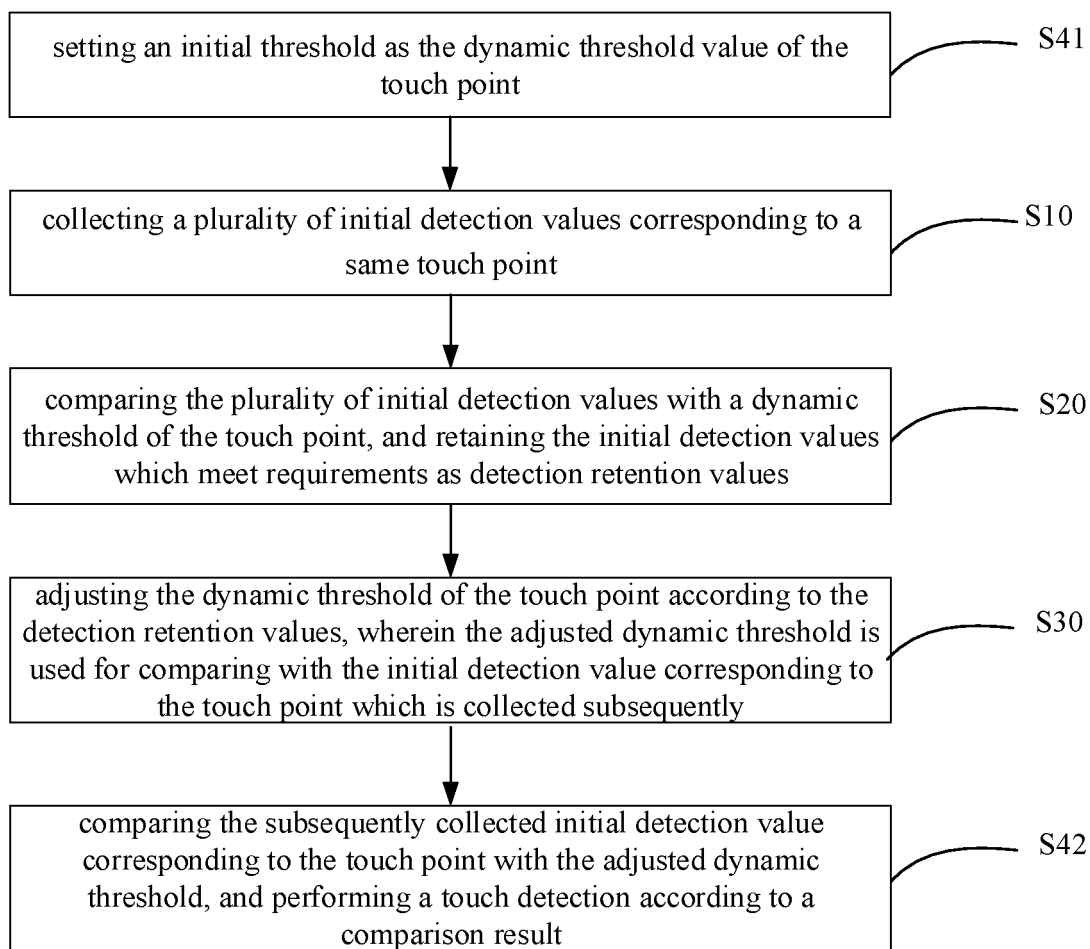 setting an initial threshold as the dynamic threshold value of the
touch point
S41
collecting a plurality of initial detection values corresponding to a
same touch point
S10
comparing the plurality of initial detection values with a dynamic
threshold of the touch point, and retaining the initial detection values
which meet requirements as detection retention values
S20
adjusting the dynamic threshold of the touch point according to the
detection retention values, wherein the adjusted dynamic threshold is
used for comparing with the initial detection value corresponding to
the touch point which is collected subsequently
S30
comparing the subsequently collected initial detection value
corresponding to the touch point with the adjusted dynamic
threshold, and performing a touch detection according to a
comparison result
S42